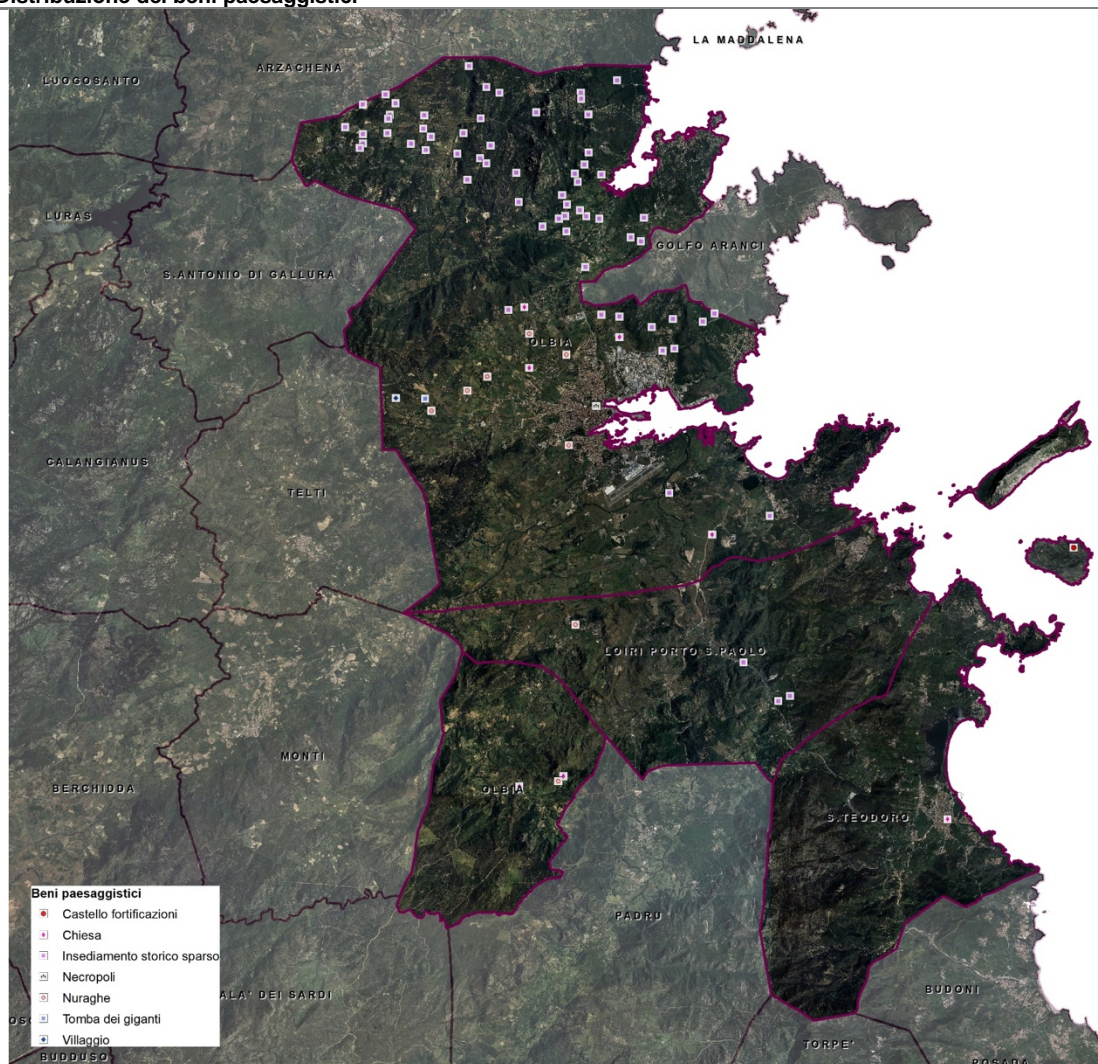 Distribuzione dei beni paesaggistici
LA MADDALENA
ARZACHENA
LUOGOSANTO
LURAS
GOLFO ARANCI
S.ANTONIO DI GALLURA
OLBIA
CALANGIANUS
TELTI
LOIRI PORTO S.PAOLO
MONTI
BERCHIDDA
OLBIA
S.TEODORO
Beni paesaggistici
Castello fortificazioni
Chiesa
Insediamento storico sparso
Necropoli
Nuraghe
Tomba dei giganti
Villaggio
PADRU
BUDONI
ALA' DEI SARDI
TORPE'
BUDDUSO'
POSADA